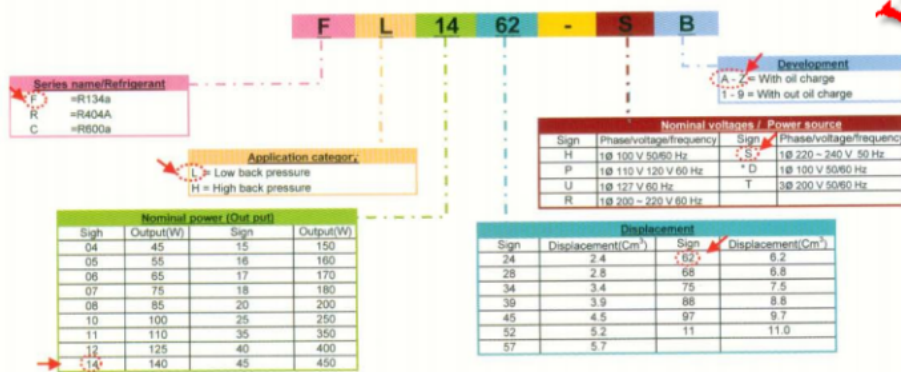 F L 14 62 - S B
Series name/Refrigerant
F =R134a
R =R404A
C =R600a
Application category;
L = Low back pressure
H = High back pressure
Nominal power (Out put)
Sigh Output(W) Sign Output(W)
04 45 15 150
05 55 16 160
06 65 17 170
07 75 18 180
08 85 20 200
10 100 25 250
11 110 35 350
12 125 40 400
14 140 45 450
Development
A - Z = With oil charge
1 - 9 = With out oil charge
Nominal voltages / Power source
Sign Phase/voltage/frequency Sign Phase/voltage/frequency
H 1Ø 100 V 50/60 Hz S 1Ø 220 ~ 240 V 50 Hz
P 1Ø 110 V 120 V 60 Hz * D 1Ø 100 V 50/60 Hz
U 1Ø 127 V 60 Hz T 3Ø 200 V 50/60 Hz
R 1Ø 200 ~ 220 V 60 Hz
Displacement
Sign Displacement(Cm³) Sign Displacement(Cm³)
24 2.4 62 6.2
28 2.8 68 6.8
34 3.4 75 7.5
39 3.9 88 8.8
45 4.5 97 9.7
52 5.2 11 11.0
57 5.7